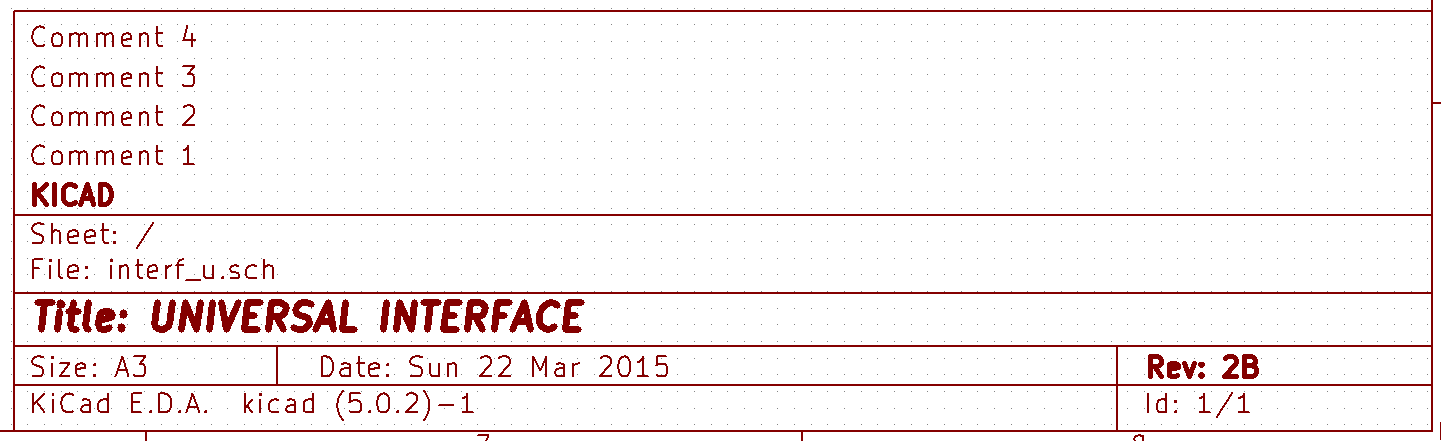 Comment 4
Comment 3
Comment 2
Comment 1
KICAD
Sheet: /
File: interf_u.sch
Title: UNIVERSAL INTERFACE
Size: A3 Date: Sun 22 Mar 2015 Rev: 2B
KiCad E.D.A. kicad (5.0.2)-1 Id: 1/1